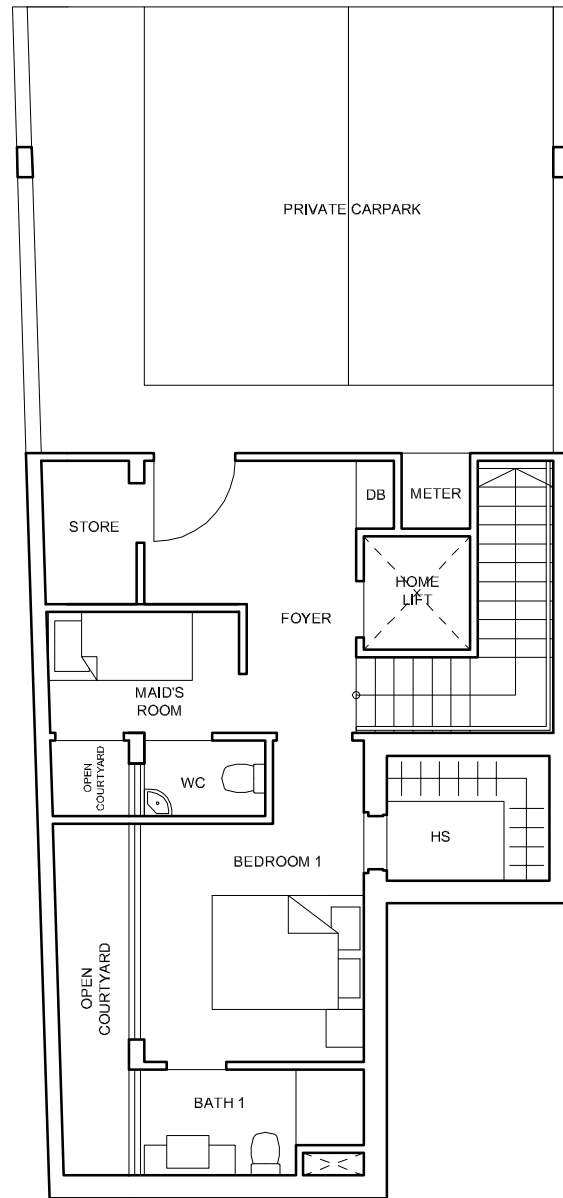 PRIVATE CARPARK
DB
METER
STORE
HOME
LIFT
FOYER
MAID'S
ROOM
OPEN
COURTYARD
WC
HS
BEDROOM 1
OPEN
COURTYARD
BATH 1